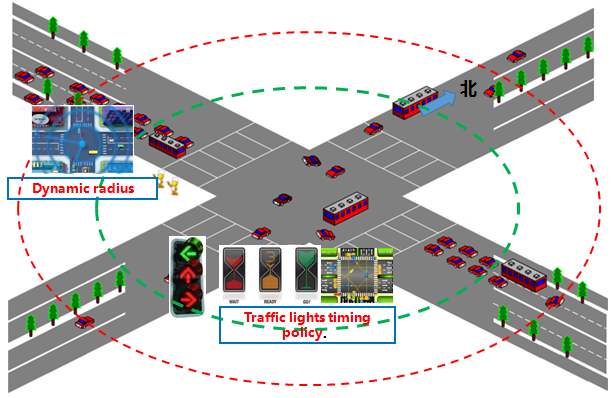 北
Dynamic radius
WAIT
READY
GO!
Traffic lights timing
policy.